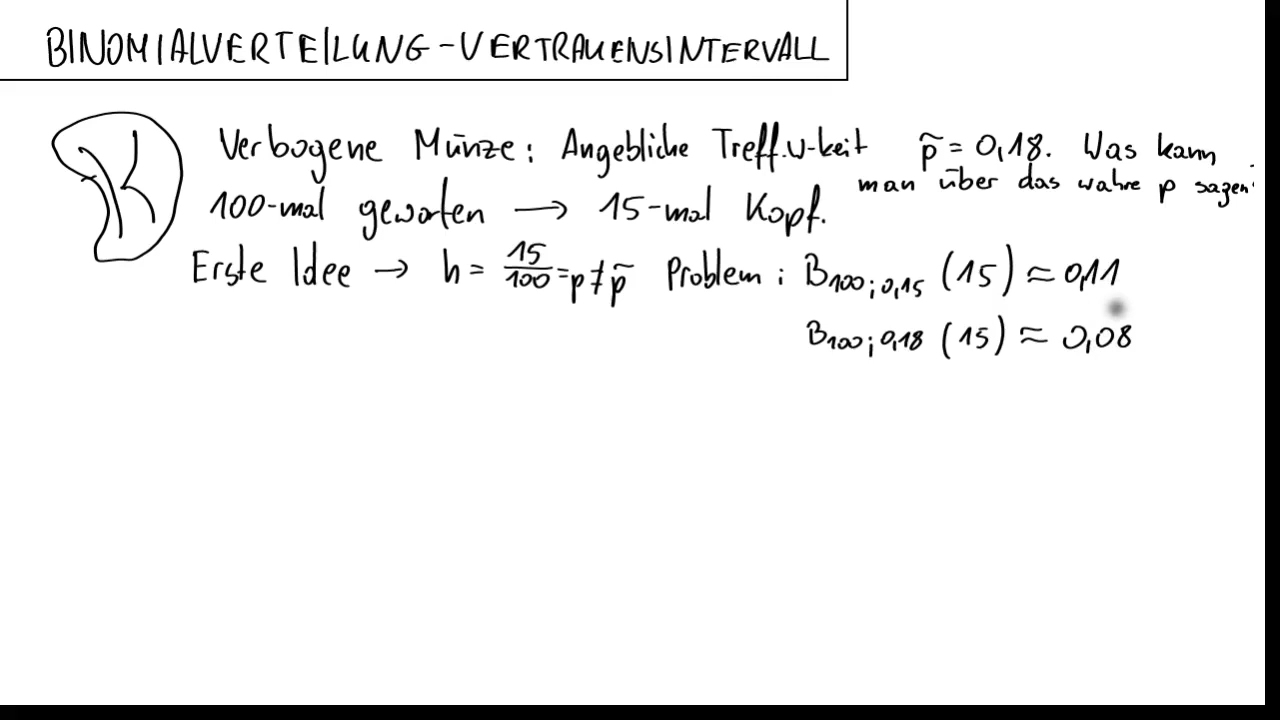 BINOMIALVERTEILUNG-VERTRAUENSINTERVALL
K
Verbogene Münze: Angebliche Treff.w-keit p̃ = 0,18. Was kann
man über das wahre p sagen?
100-mal geworfen → 15-mal Kopf.
Erste Idee → h = 15/100 = p ≠ p̃ Problem: B100;0,15 (15) ≈ 0,11
B100;0,18 (15) ≈ 0,08